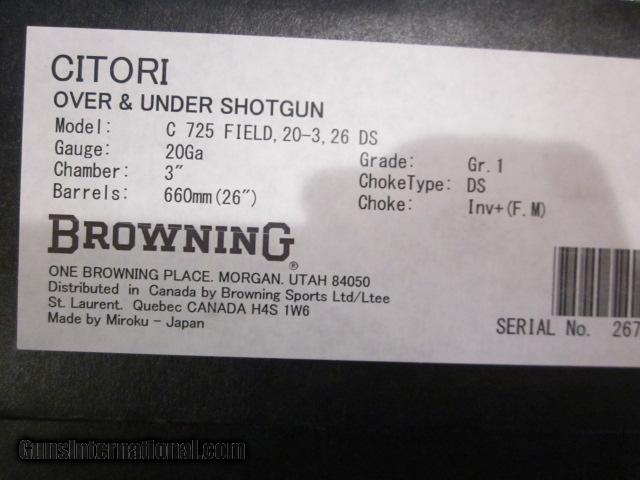 CITORI
OVER & UNDER SHOTGUN
Model: C 725 FIELD, 20-3, 26 DS
Gauge: 20Ga
Chamber: 3"
Barrels: 660mm(26")
Grade: Gr.1
ChokeType: DS
Choke: Inv+(F.M)
BROWNING®
ONE BROWNING PLACE. MORGAN. UTAH 84050
Distributed in Canada by Browning Sports Ltd/Ltee
St. Laurent. Quebec CANADA H4S 1W6
Made by Miroku - Japan
SERIAL No. 267
GunsInternational.com